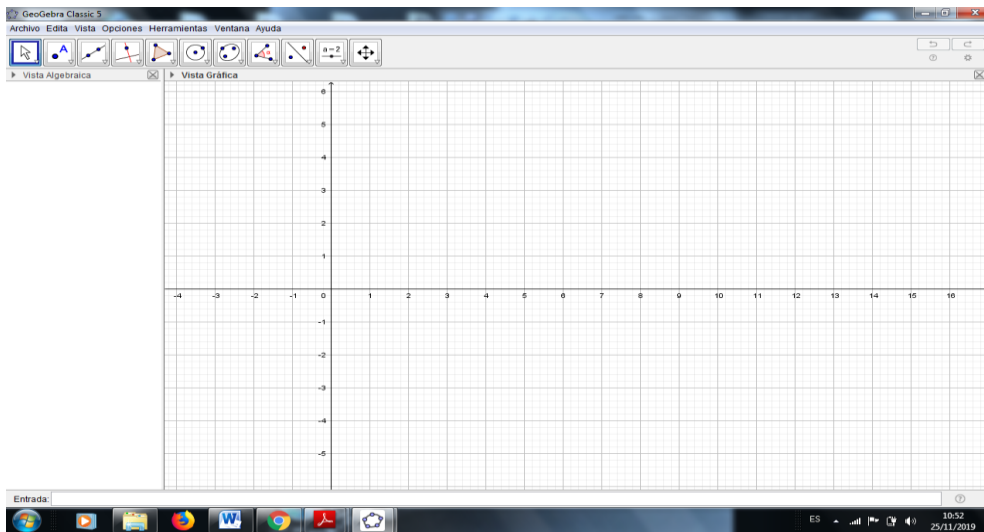 GeoGebra Classic 5
Archivo Edita Vista Opciones Herramientas Ventana Ayuda
A
a=2
Vista Algebraica
Vista Gráfica
6
5
4
3
2
1
-4 -3 -2 -1 0 1 2 3 4 5 6 7 8 9 10 11 12 13 14 15 16
-1
-2
-3
-4
-5
Entrada:
W
ES
10:52
25/11/2019